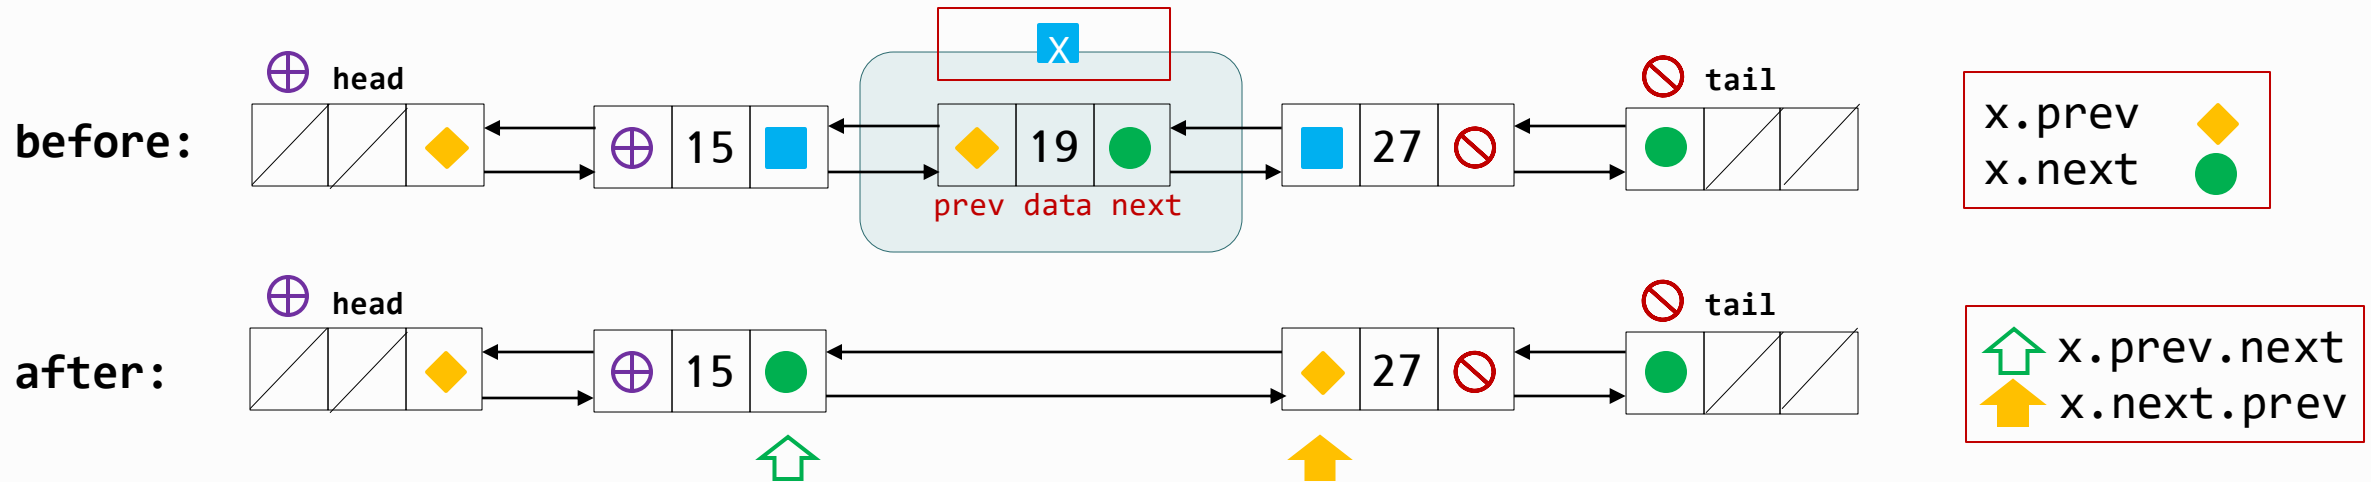 X
head
tail
before:
15
19
27
prev data next
x.prev
x.next
head
tail
after:
15
27
x.prev.next
x.next.prev